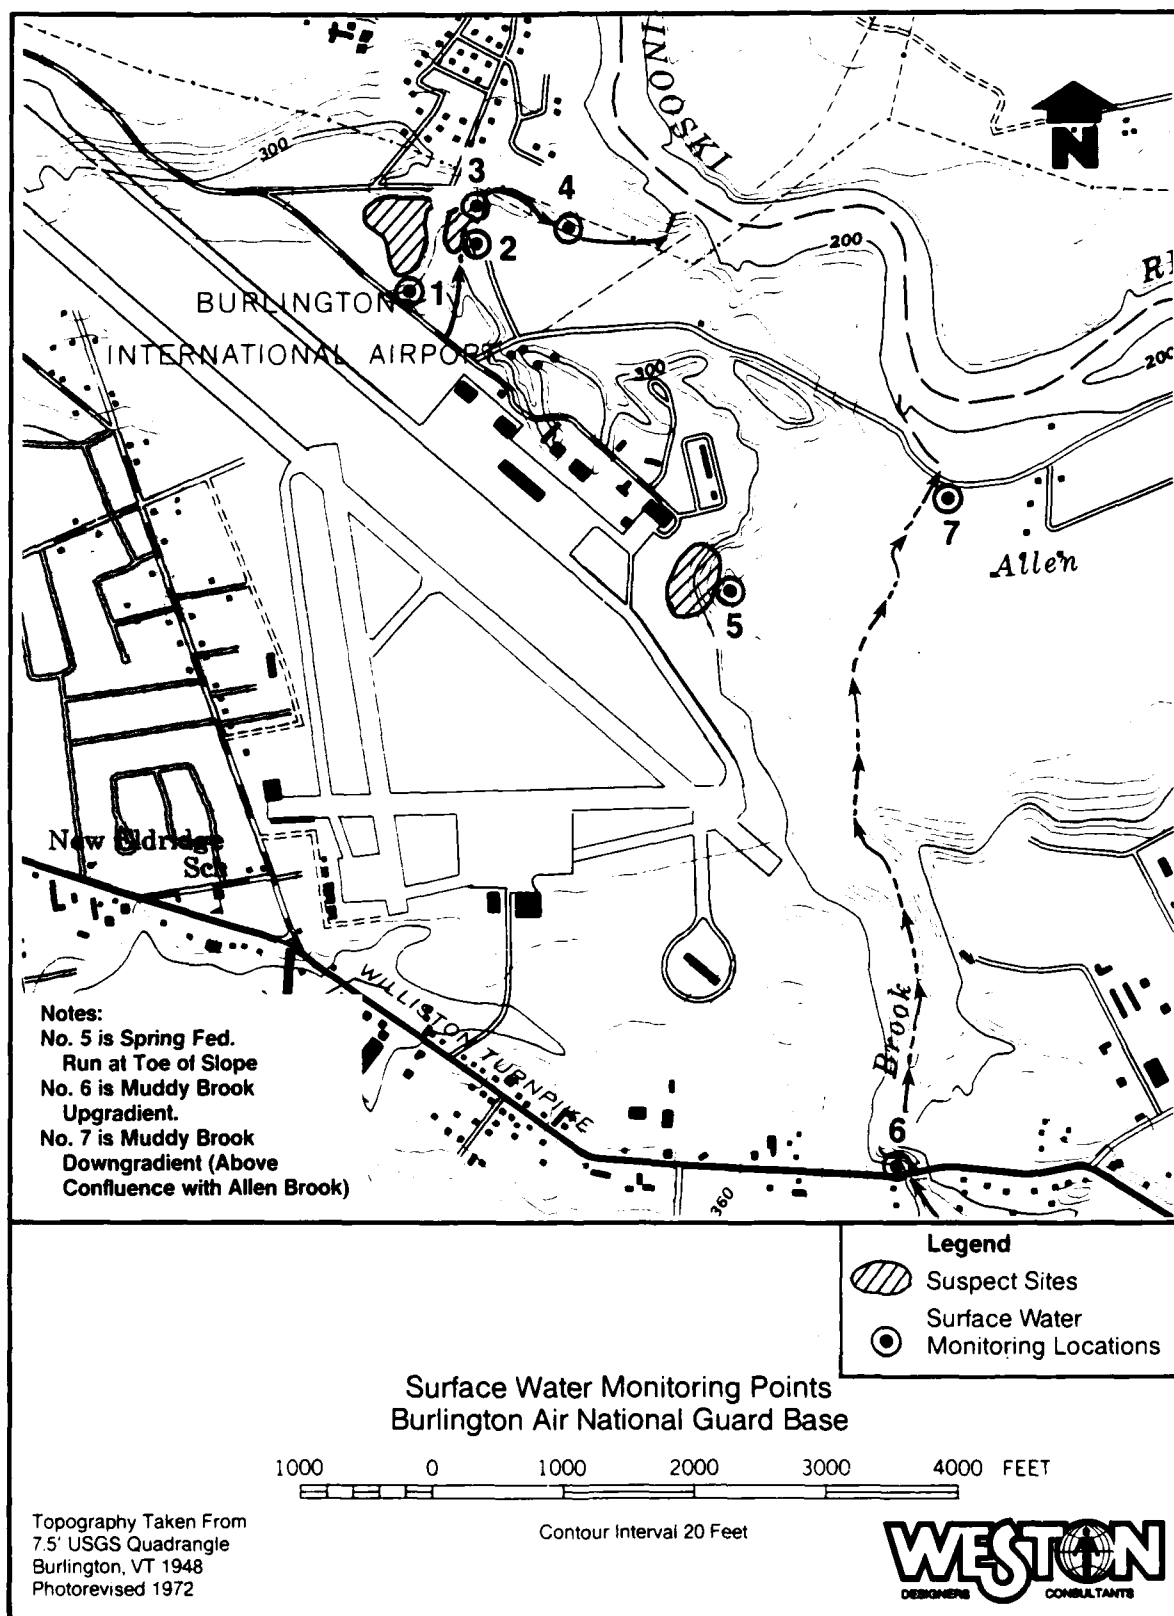 INOOSKI
N
300
3
4
2
1
200
RI
200
BURLINGTON
INTERNATIONAL AIRPORT
300
7
Allen
5
New Eldridge
Sch
WILLISTON TURNPIKE
Brook
6
360
Notes:
No. 5 is Spring Fed.
Run at Toe of Slope
No. 6 is Muddy Brook
Upgradient.
No. 7 is Muddy Brook
Downgradient (Above
Confluence with Allen Brook)
Legend
Suspect Sites
Surface Water
Monitoring Locations
Surface Water Monitoring Points
Burlington Air National Guard Base
1000 0 1000 2000 3000 4000 FEET
Contour Interval 20 Feet
Topography Taken From
7.5' USGS Quadrangle
Burlington, VT 1948
Photorevised 1972
WESTON
DESIGNERS CONSULTANTS